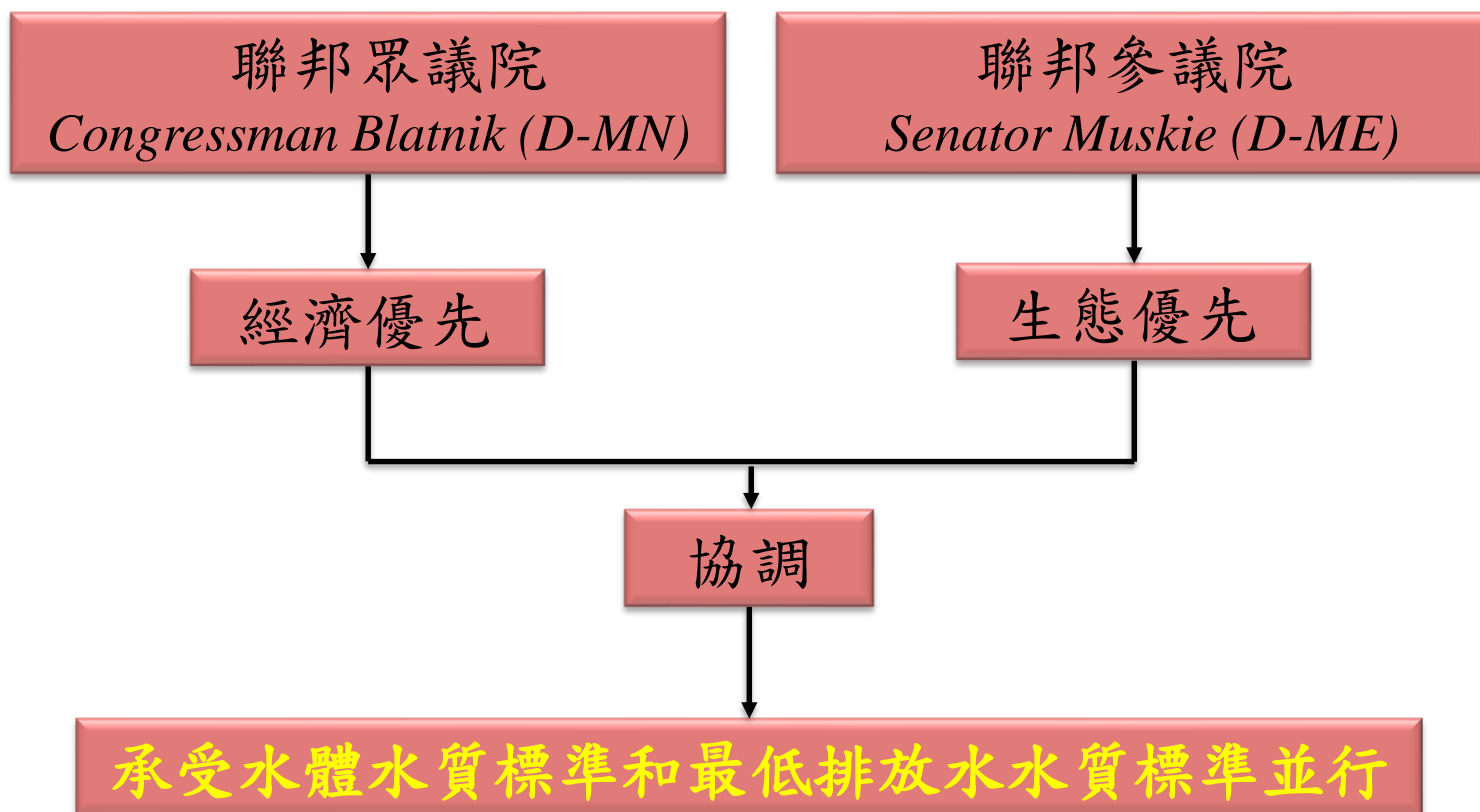 聯邦眾議院
Congressman Blatnik (D-MN)
聯邦參議院
Senator Muskie (D-ME)
經濟優先
生態優先
協調
承受水體水質標準和最低排放水水質標準並行